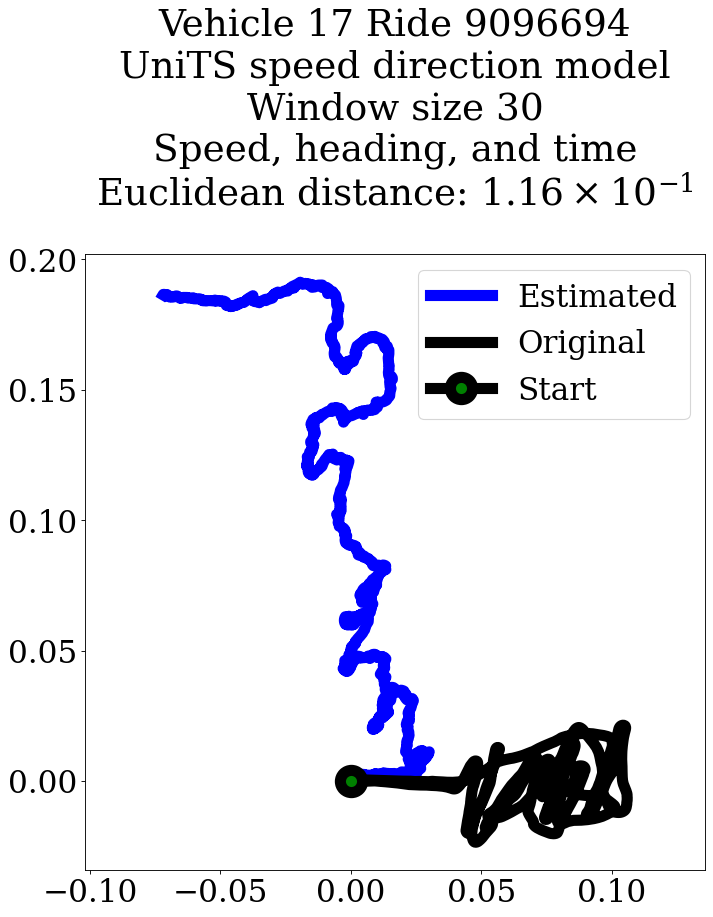 Vehicle 17 Ride 9096694
UniTS speed direction model
Window size 30
Speed, heading, and time
Euclidean distance: 1.16 × 10⁻¹
0.20
0.15
0.10
0.05
0.00
Estimated
Original
Start
−0.10 −0.05 0.00 0.05 0.10